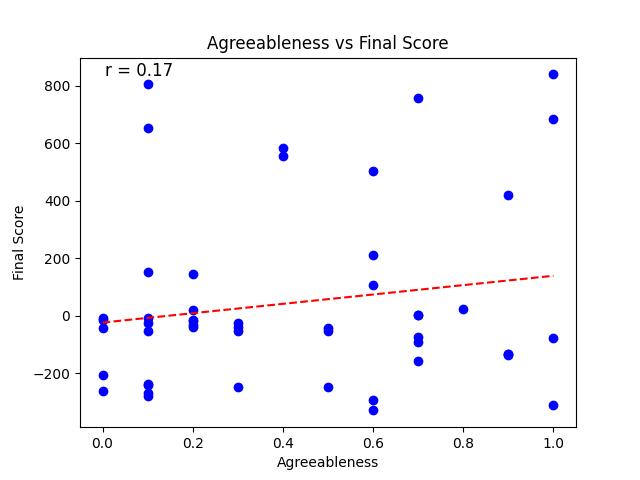 Agreeableness vs Final Score
r = 0.17
Final Score
800
600
400
200
0
−200
0.0 0.2 0.4 0.6 0.8 1.0
Agreeableness